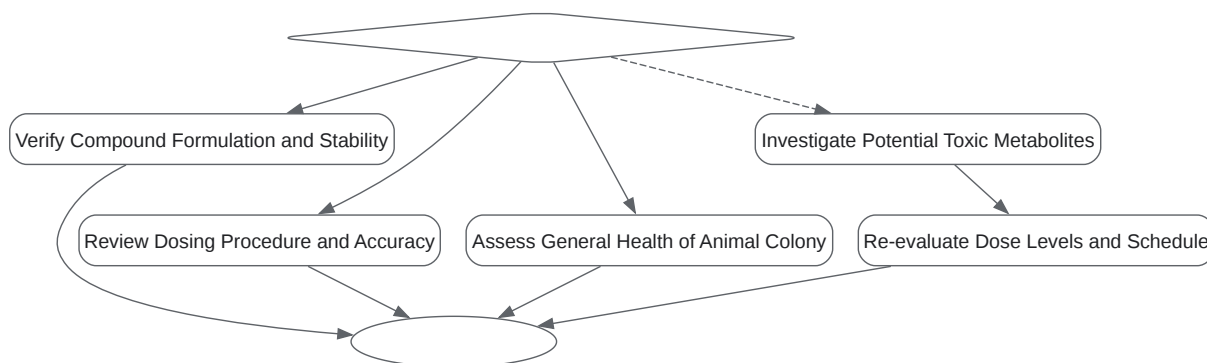 Verify Compound Formulation and Stability
Investigate Potential Toxic Metabolites
Review Dosing Procedure and Accuracy
Assess General Health of Animal Colony
Re-evaluate Dose Levels and Schedule